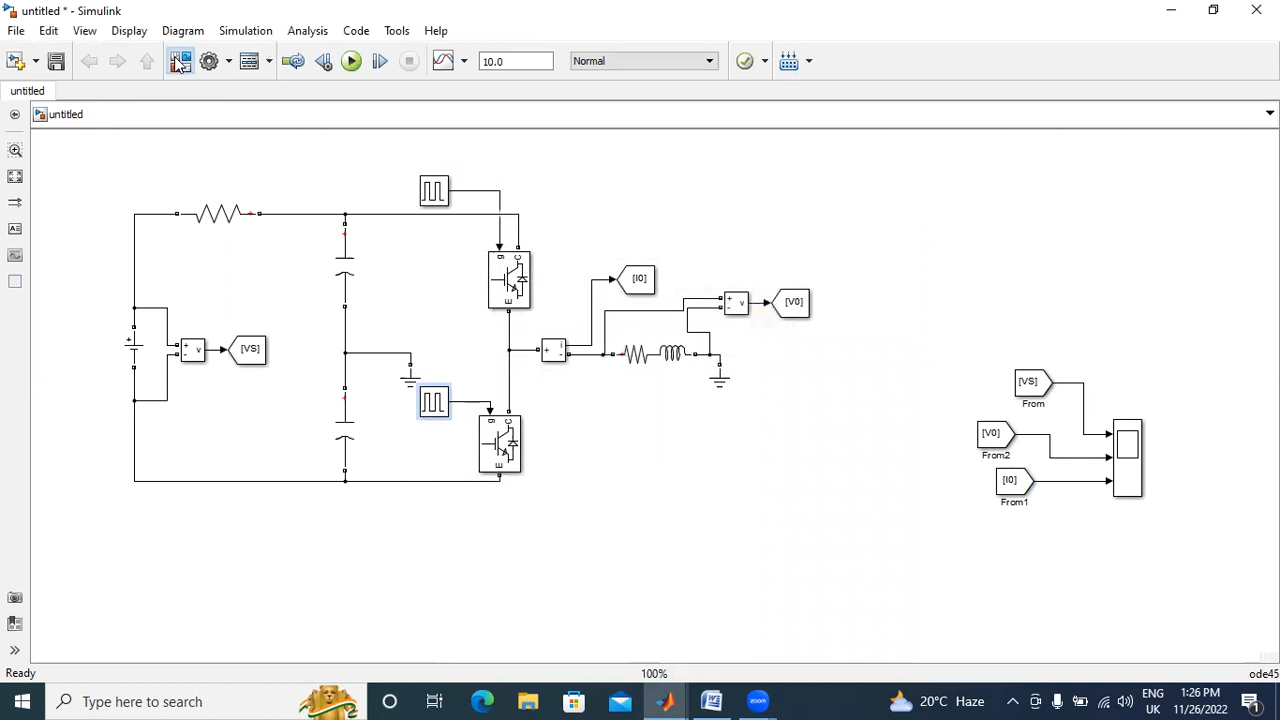 untitled * - Simulink
File Edit View Display Diagram Simulation Analysis Code Tools Help
10.0 Normal
untitled
untitled
g C
E
[I0]
+ - v
[V0]
+
+ - v
[VS]
+ i -
g C
E
[VS]
From
[V0]
From2
[I0]
From1
Ready 100% ode45
Type here to search
20°C Haze
ENG
UK
1:26 PM
11/26/2022
1